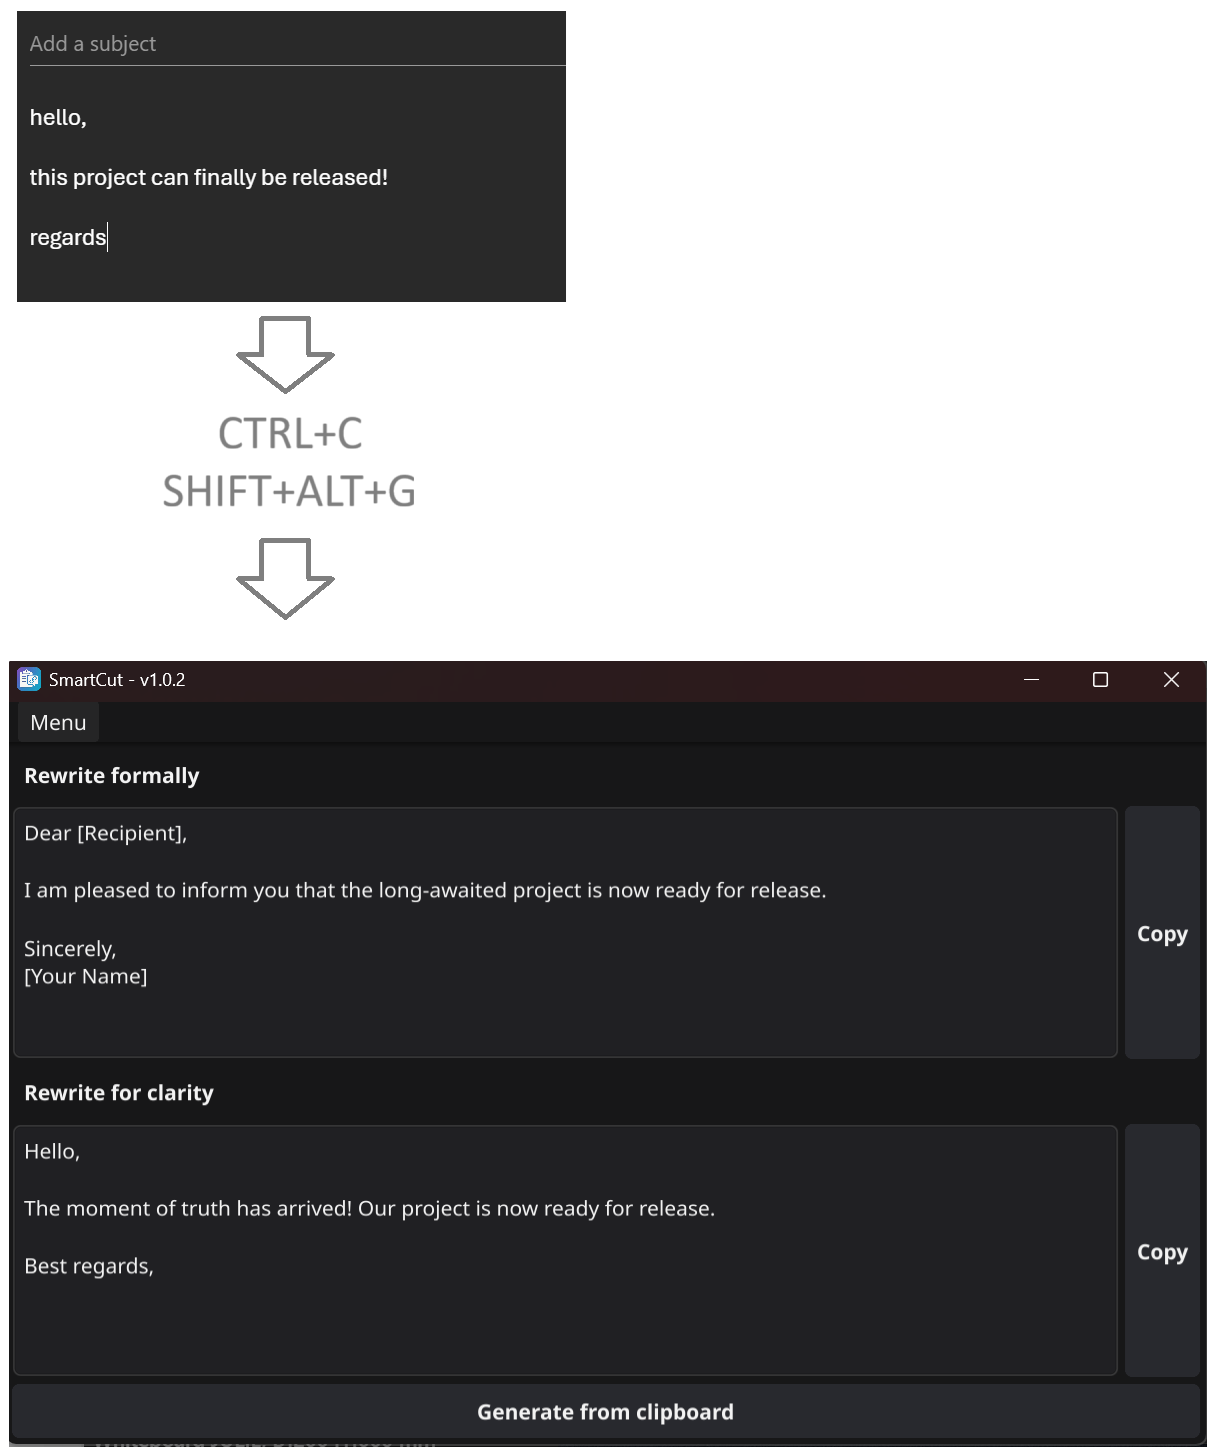 Add a subject
hello,
this project can finally be released!
regards
CTRL+C
SHIFT+ALT+G
SmartCut - v1.0.2
Menu
Rewrite formally
Dear [Recipient],
I am pleased to inform you that the long-awaited project is now ready for release.
Sincerely,
[Your Name]
Copy
Rewrite for clarity
Hello,
The moment of truth has arrived! Our project is now ready for release.
Best regards,
Copy
Generate from clipboard